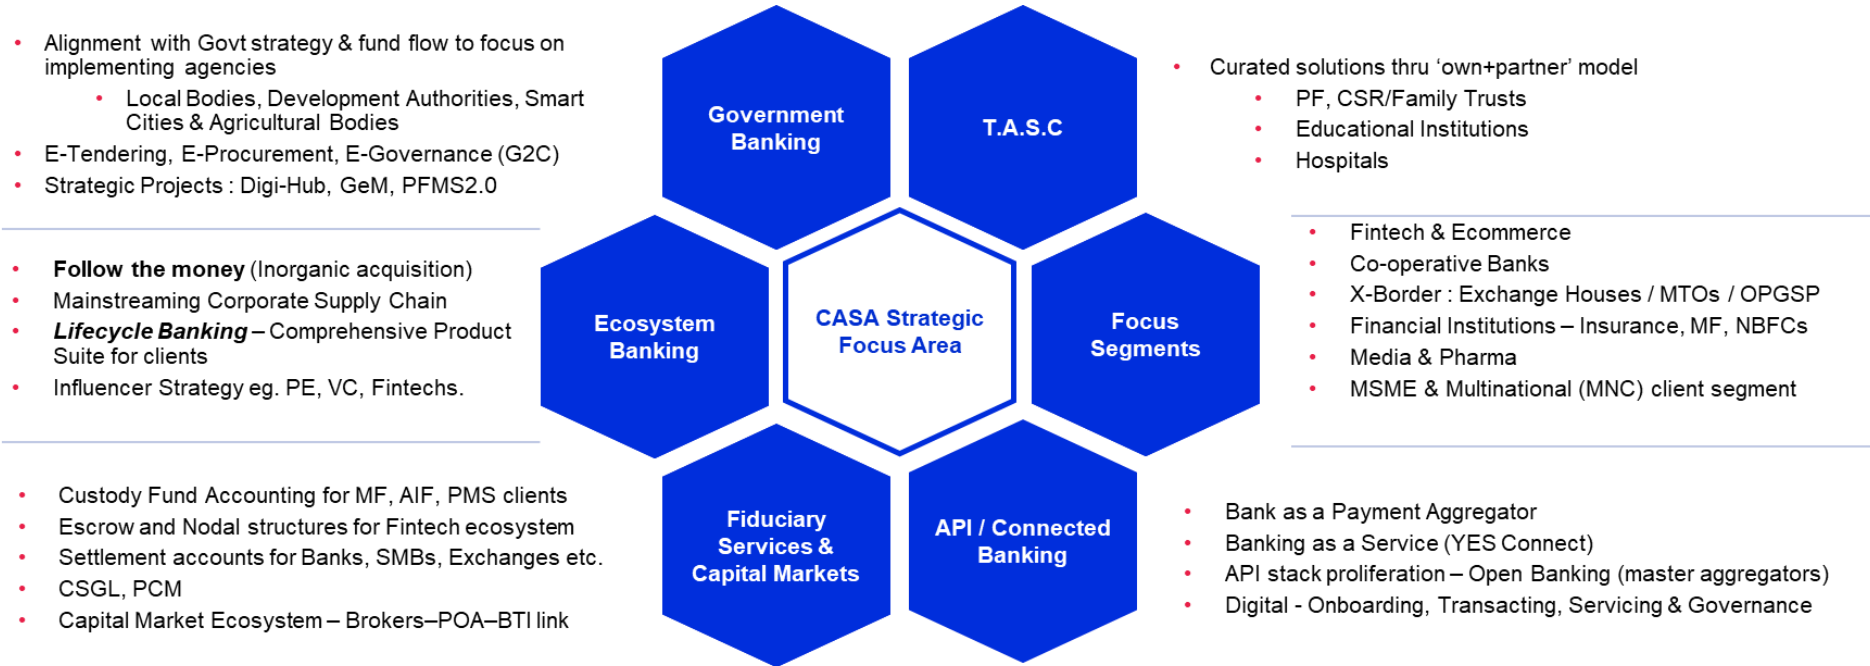 • Alignment with Govt strategy & fund flow to focus on
implementing agencies
• Local Bodies, Development Authorities, Smart
Cities & Agricultural Bodies
• E-Tendering, E-Procurement, E-Governance (G2C)
• Strategic Projects : Digi-Hub, GeM, PFMS2.0
Government
Banking
T.A.S.C
• Curated solutions thru ‘own+partner’ model
• PF, CSR/Family Trusts
• Educational Institutions
• Hospitals
• Follow the money (Inorganic acquisition)
• Mainstreaming Corporate Supply Chain
• Lifecycle Banking – Comprehensive Product
Suite for clients
• Influencer Strategy eg. PE, VC, Fintechs.
Ecosystem
Banking
CASA Strategic
Focus Area
Focus
Segments
• Fintech & Ecommerce
• Co-operative Banks
• X-Border : Exchange Houses / MTOs / OPGSP
• Financial Institutions – Insurance, MF, NBFCs
• Media & Pharma
• MSME & Multinational (MNC) client segment
• Custody Fund Accounting for MF, AIF, PMS clients
• Escrow and Nodal structures for Fintech ecosystem
• Settlement accounts for Banks, SMBs, Exchanges etc.
• CSGL, PCM
• Capital Market Ecosystem – Brokers–POA–BTI link
Fiduciary
Services &
Capital Markets
API / Connected
Banking
• Bank as a Payment Aggregator
• Banking as a Service (YES Connect)
• API stack proliferation – Open Banking (master aggregators)
• Digital - Onboarding, Transacting, Servicing & Governance